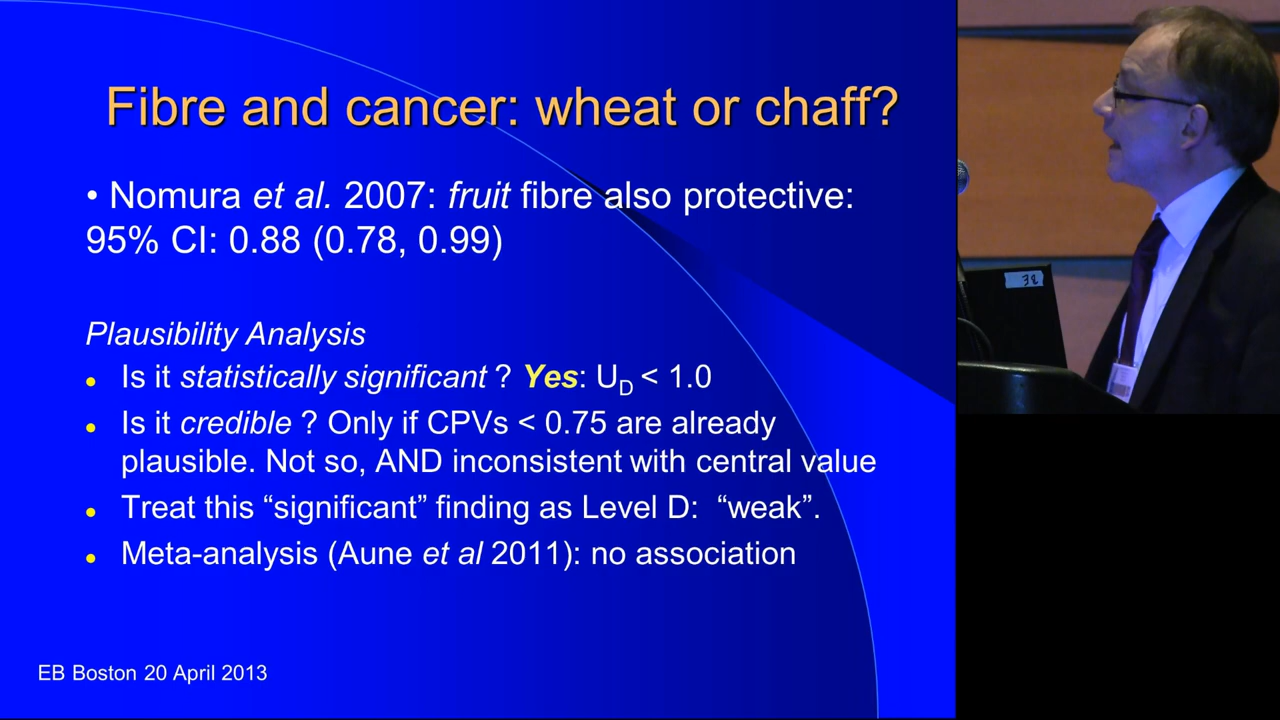 Fibre and cancer: wheat or chaff?
• Nomura et al. 2007: fruit fibre also protective:
95% CI: 0.88 (0.78, 0.99)
Plausibility Analysis
● Is it statistically significant ? Yes: UD < 1.0
● Is it credible ? Only if CPVs < 0.75 are already
plausible. Not so, AND inconsistent with central value
● Treat this “significant” finding as Level D: “weak”.
● Meta-analysis (Aune et al 2011): no association
EB Boston 20 April 2013
38